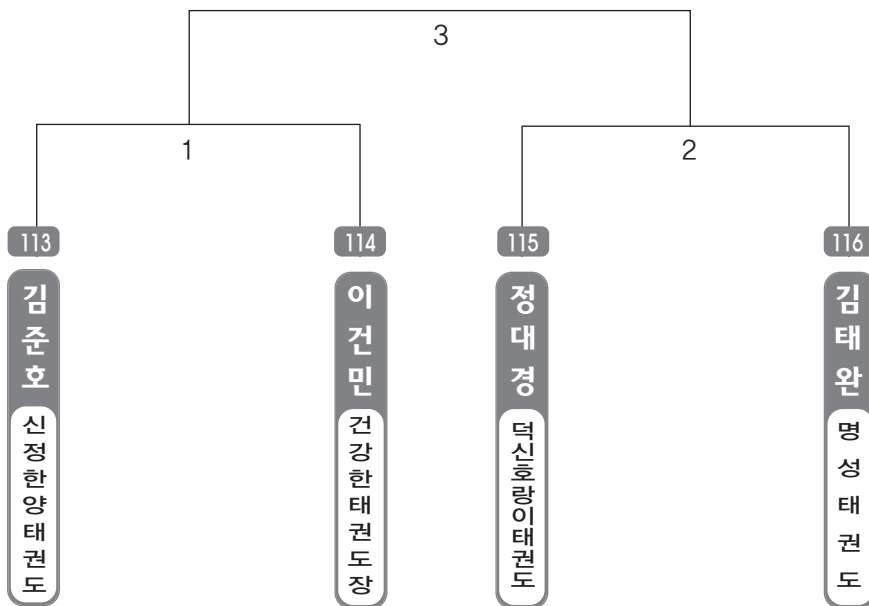 3
1
2
113
114
115
116
김준호
이건민
정대경
김태완
신정한양태권도
건강한태권도장
덕신호랑이태권도
명성태권도